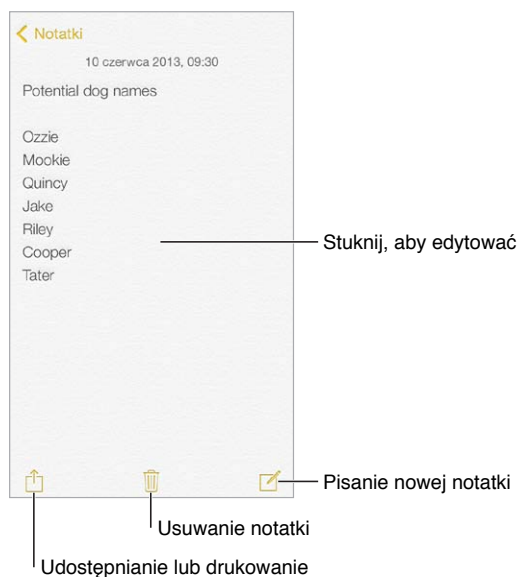 Notatki
10 czerwca 2013, 09:30
Potential dog names
Ozzie
Mookie
Quincy
Jake
Riley
Cooper
Tater
Stuknij, aby edytować
Pisanie nowej notatki
Usuwanie notatki
Udostępnianie lub drukowanie